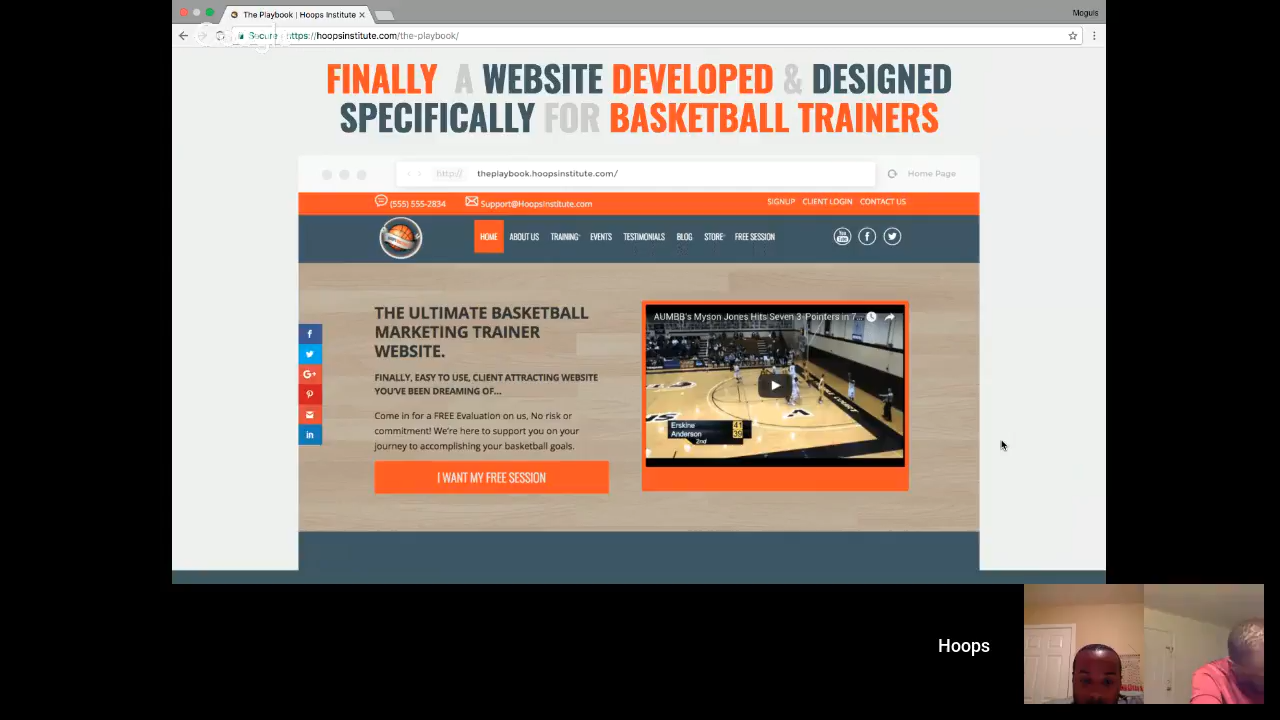 The Playbook | Hoops Institute
Moguls
Secure https://hoopsinstitute.com/the-playbook/
FINALLY A WEBSITE DEVELOPED & DESIGNED
SPECIFICALLY FOR BASKETBALL TRAINERS
http:// theplaybook.hoopsinstitute.com/ Home Page
(555) 555-2834 Support@HoopsInstitute.com SIGNUP CLIENT LOGIN CONTACT US
HOME ABOUT US TRAINING EVENTS TESTIMONIALS BLOG STORE FREE SESSION
You Tube
THE ULTIMATE BASKETBALL
MARKETING TRAINER
WEBSITE.
FINALLY, EASY TO USE, CLIENT ATTRACTING WEBSITE
YOU'VE BEEN DREAMING OF...
Come in for a FREE Evaluation on us, No risk or
commitment! We're here to support you on your
journey to accomplishing your basketball goals.
I WANT MY FREE SESSION
AUMBB's Myson Jones Hits Seven 3-Pointers in 7...
Erskine 41
Anderson
2nd
Hoops